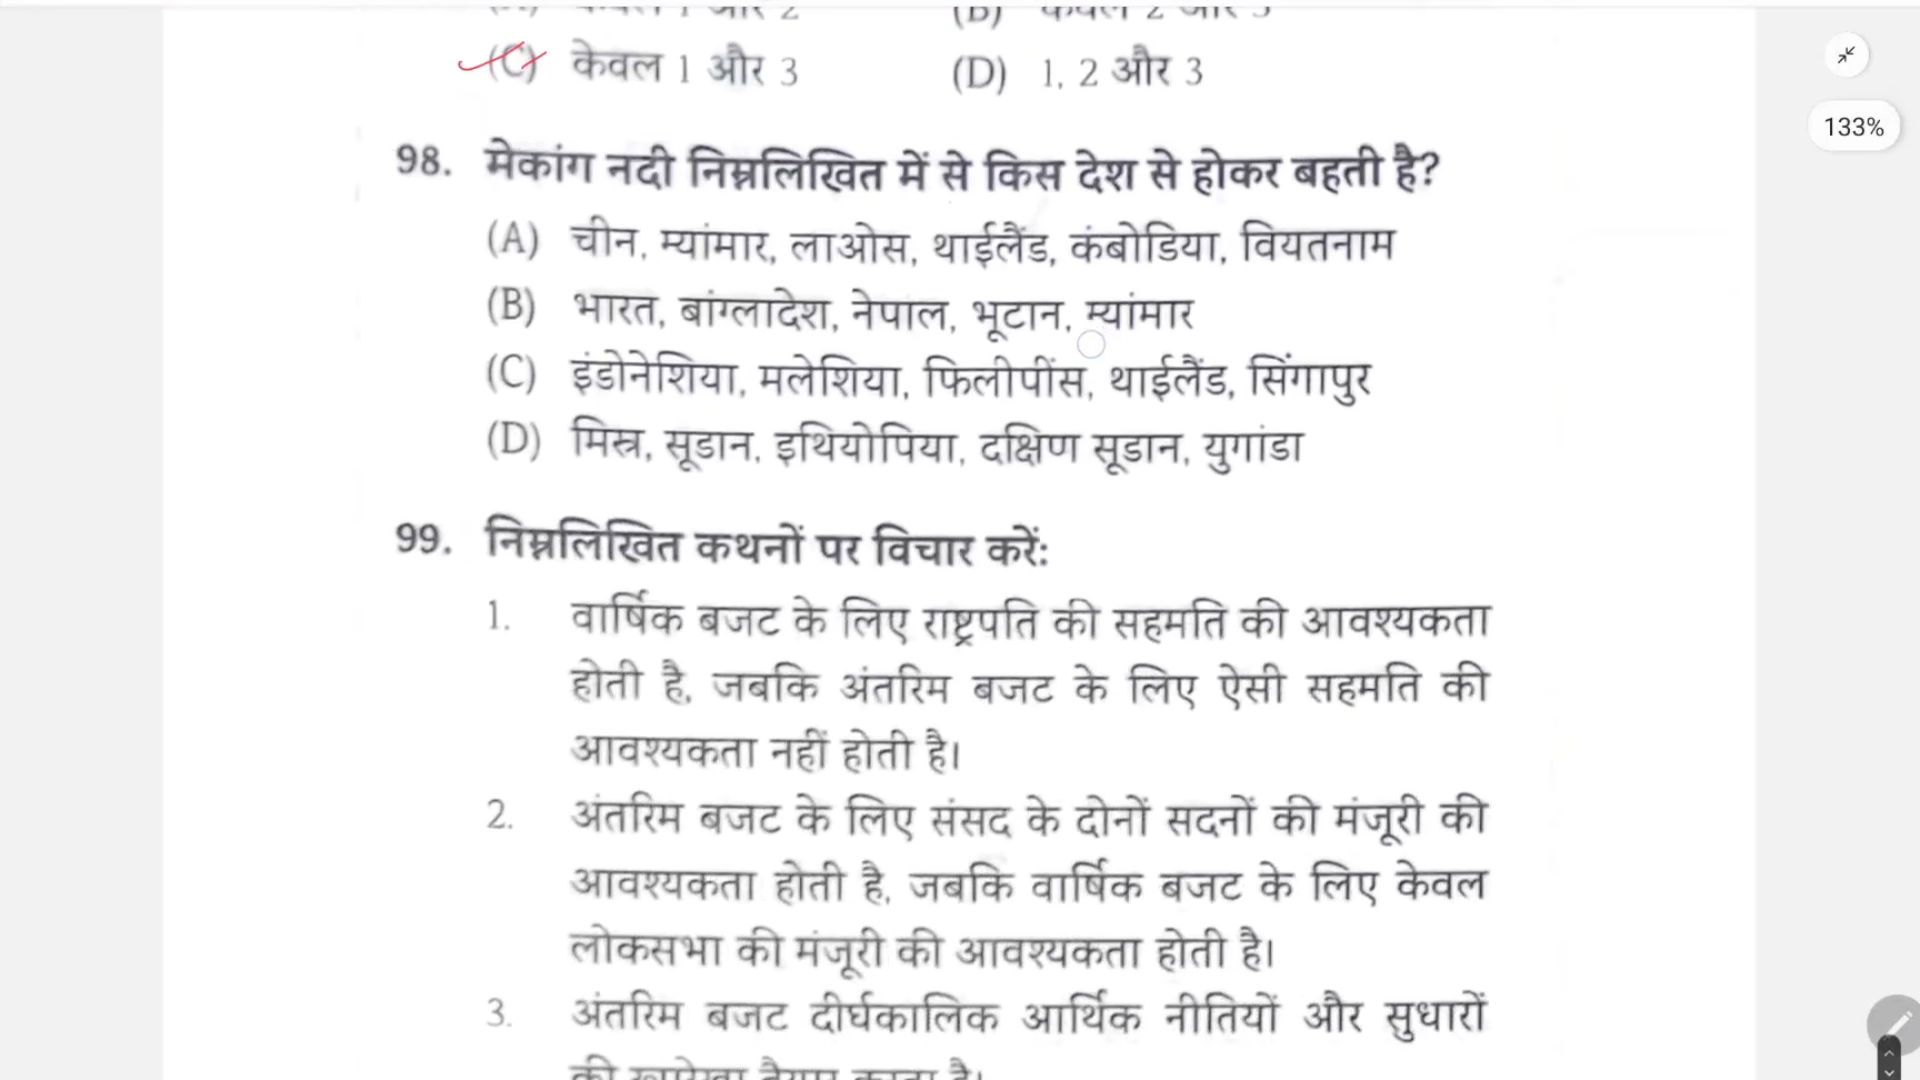 (C) केवल 1 और 3 (D) 1, 2 और 3
133%
98. मेकांग नदी निम्नलिखित में से किस देश से होकर बहती है?
(A) चीन, म्यांमार, लाओस, थाईलैंड, कंबोडिया, वियतनाम
(B) भारत, बांग्लादेश, नेपाल, भूटान, म्यांमार
(C) इंडोनेशिया, मलेशिया, फिलीपींस, थाईलैंड, सिंगापुर
(D) मिस्र, सूडान, इथियोपिया, दक्षिण सूडान, युगांडा
99. निम्नलिखित कथनों पर विचार करें:
1. वार्षिक बजट के लिए राष्ट्रपति की सहमति की आवश्यकता
होती है, जबकि अंतरिम बजट के लिए ऐसी सहमति की
आवश्यकता नहीं होती है।
2. अंतरिम बजट के लिए संसद के दोनों सदनों की मंजूरी की
आवश्यकता होती है, जबकि वार्षिक बजट के लिए केवल
लोकसभा की मंजूरी की आवश्यकता होती है।
3. अंतरिम बजट दीर्घकालिक आर्थिक नीतियों और सुधारों